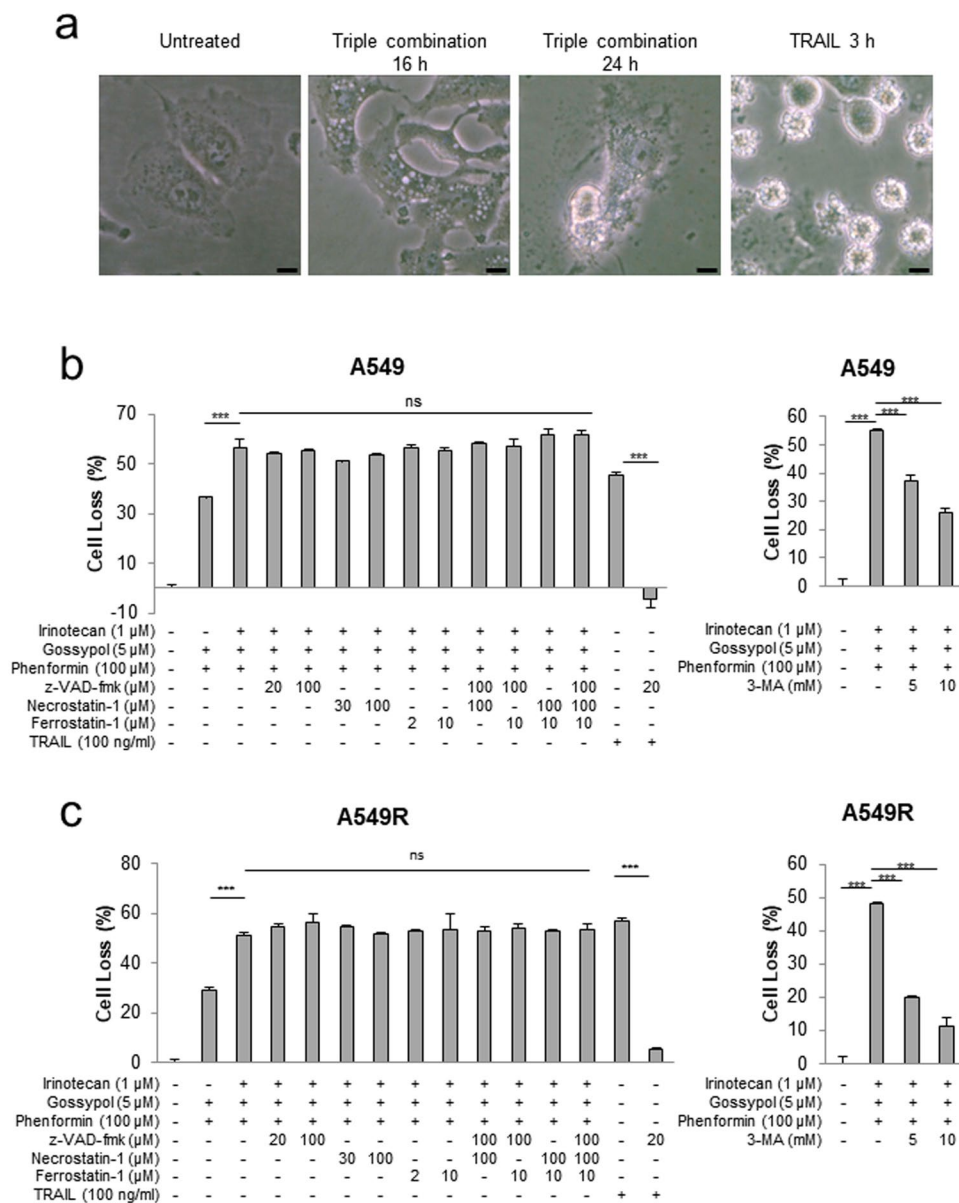 a
Untreated
Triple combination
16 h
Triple combination
24 h
TRAIL 3 h
b
A549
Cell Loss (%)
70
50
30
10
-10
***
ns
***
Irinotecan (1 µM) - - + + + + + + + + + + + - -
Gossypol (5 µM) - + + + + + + + + + + + + - -
Phenformin (100 µM) - + + + + + + + + + + + + - -
z-VAD-fmk (µM) - - - 20 100 - - - - 100 100 - 100 - 20
Necrostatin-1 (µM) - - - - - 30 100 - - 100 - 100 100 - -
Ferrostatin-1 (µM) - - - - - - - 2 10 - 10 10 10 - -
TRAIL (100 ng/ml) - - - - - - - - - - - - - + +
A549
Cell Loss (%)
60
50
40
30
20
10
0
***
***
***
Irinotecan (1 µM) - + + +
Gossypol (5 µM) - + + +
Phenformin (100 µM) - + + +
3-MA (mM) - - 5 10
c
A549R
Cell Loss (%)
80
60
40
20
0
***
ns
***
Irinotecan (1 µM) - - + + + + + + + + + + + - -
Gossypol (5 µM) - + + + + + + + + + + + + - -
Phenformin (100 µM) - + + + + + + + + + + + + - -
z-VAD-fmk (µM) - - - 20 100 - - - - 100 100 - 100 - 20
Necrostatin-1 (µM) - - - - - 30 100 - - 100 - 100 100 - -
Ferrostatin-1 (µM) - - - - - - - 2 10 - 10 10 10 - -
TRAIL (100 ng/ml) - - - - - - - - - - - - - + +
A549R
Cell Loss (%)
60
50
40
30
20
10
0
***
***
***
Irinotecan (1 µM) - + + +
Gossypol (5 µM) - + + +
Phenformin (100 µM) - + + +
3-MA (mM) - - 5 10